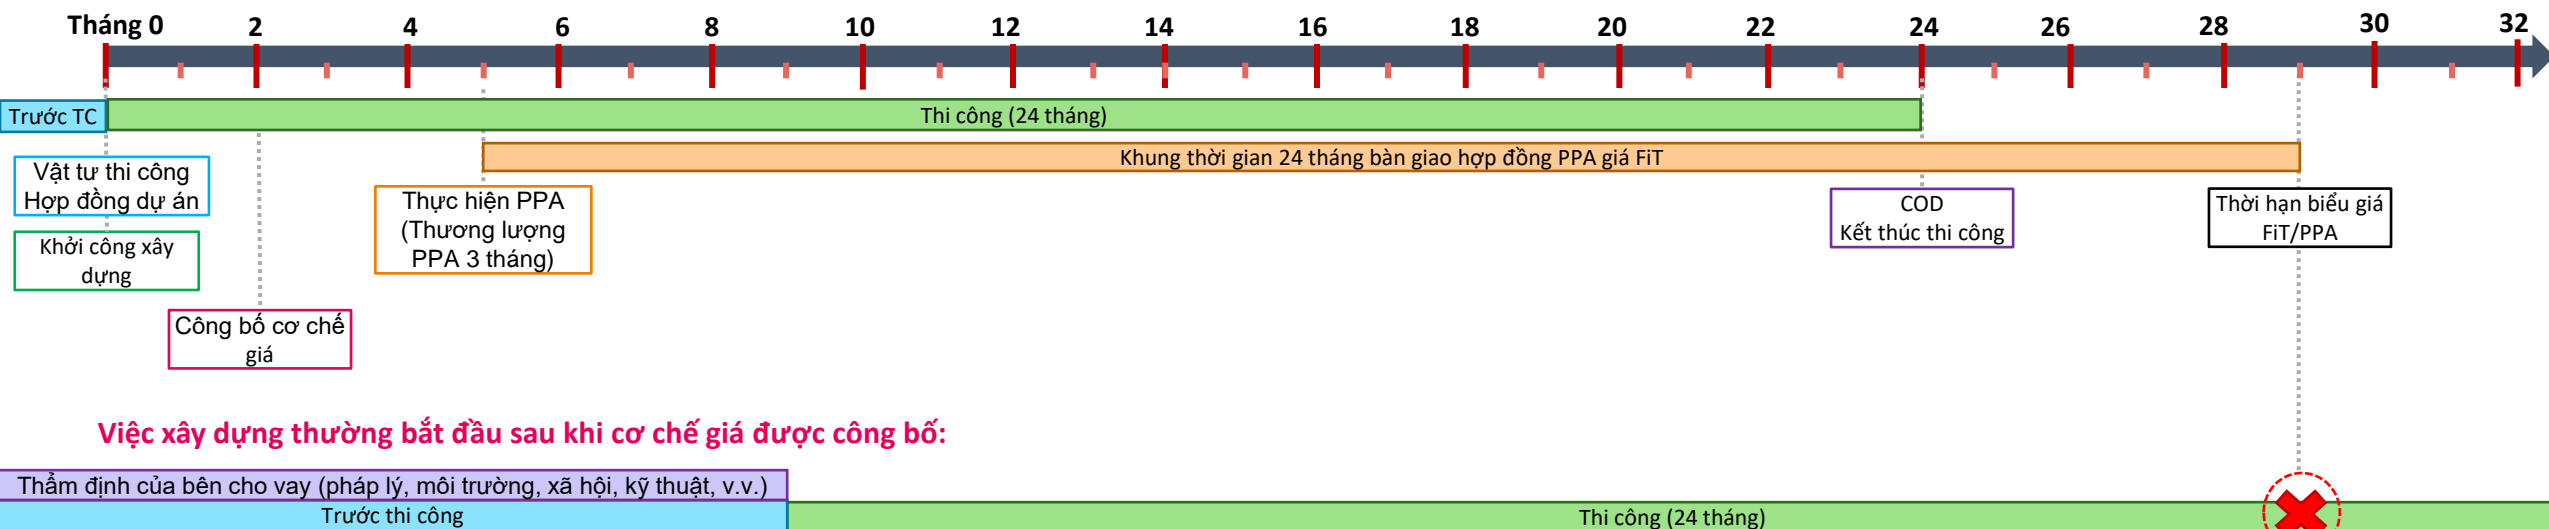 Tháng 0 2 4 6 8 10 12 14 16 18 20 22 24 26 28 30 32
Trước TC
Thi công (24 tháng)
Khung thời gian 24 tháng bàn giao hợp đồng PPA giá FiT
Vật tư thi công
Hợp đồng dự án
Khởi công xây
dựng
Công bố cơ chế
giá
Thực hiện PPA
(Thương lượng
PPA 3 tháng)
COD
Kết thúc thi công
Thời hạn biểu giá
FiT/PPA
Việc xây dựng thường bắt đầu sau khi cơ chế giá được công bố:
Thẩm định của bên cho vay (pháp lý, môi trường, xã hội, kỹ thuật, v.v.)
Trước thi công
Thi công (24 tháng)